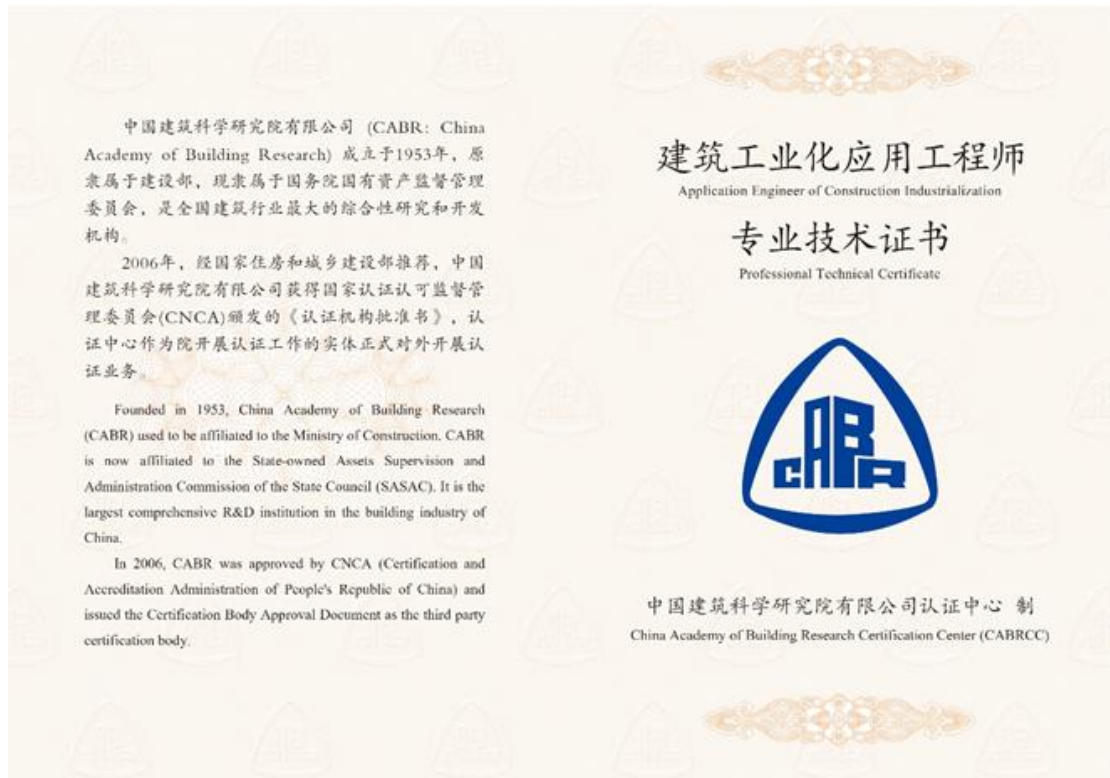 中国建筑科学研究院有限公司 (CABR: China
Academy of Building Research) 成立于1953年，原
隶属于建设部，现隶属于国务院国有资产监督管理
委员会，是全国建筑行业最大的综合性研究和开发
机构。
2006年，经国家住房和城乡建设部推荐，中国
建筑科学研究院有限公司获得国家认证认可监督管
理委员会(CNCA)颁发的《认证机构批准书》，认
证中心作为院开展认证工作的实体正式对外开展认
证业务。
Founded in 1953, China Academy of Building Research
(CABR) used to be affiliated to the Ministry of Construction. CABR
is now affiliated to the State-owned Assets Supervision and
Administration Commission of the State Council (SASAC). It is the
largest comprehensive R&D institution in the building industry of
China.
In 2006, CABR was approved by CNCA (Certification and
Accreditation Administration of People's Republic of China) and
issued the Certification Body Approval Document as the third party
certification body.
建筑工业化应用工程师
Application Engineer of Construction Industrialization
专业技术证书
Professional Technical Certificate
CABR
中国建筑科学研究院有限公司认证中心 制
China Academy of Building Research Certification Center (CABRCC)